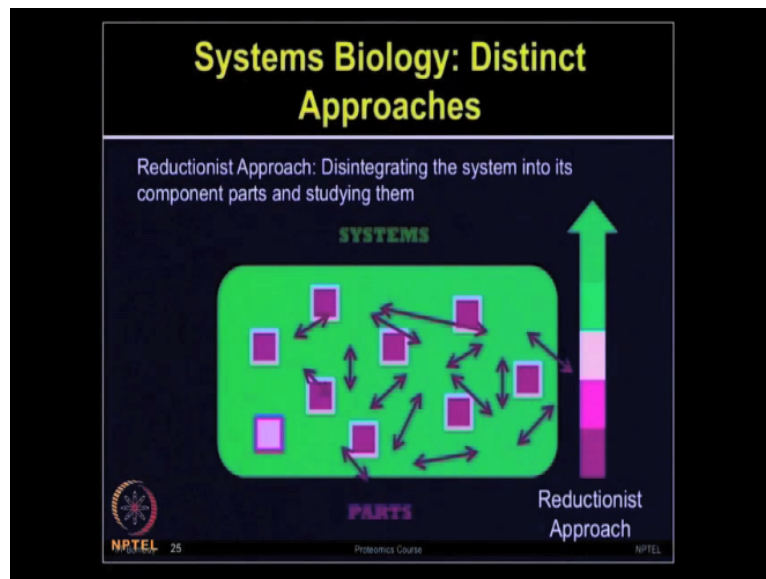 Systems Biology: Distinct
Approaches
Reductionist Approach: Disintegrating the system into its
component parts and studying them
SYSTEMS
PARTS
Reductionist
Approach
NPTEL
25
Proteomics Course
NPTEL